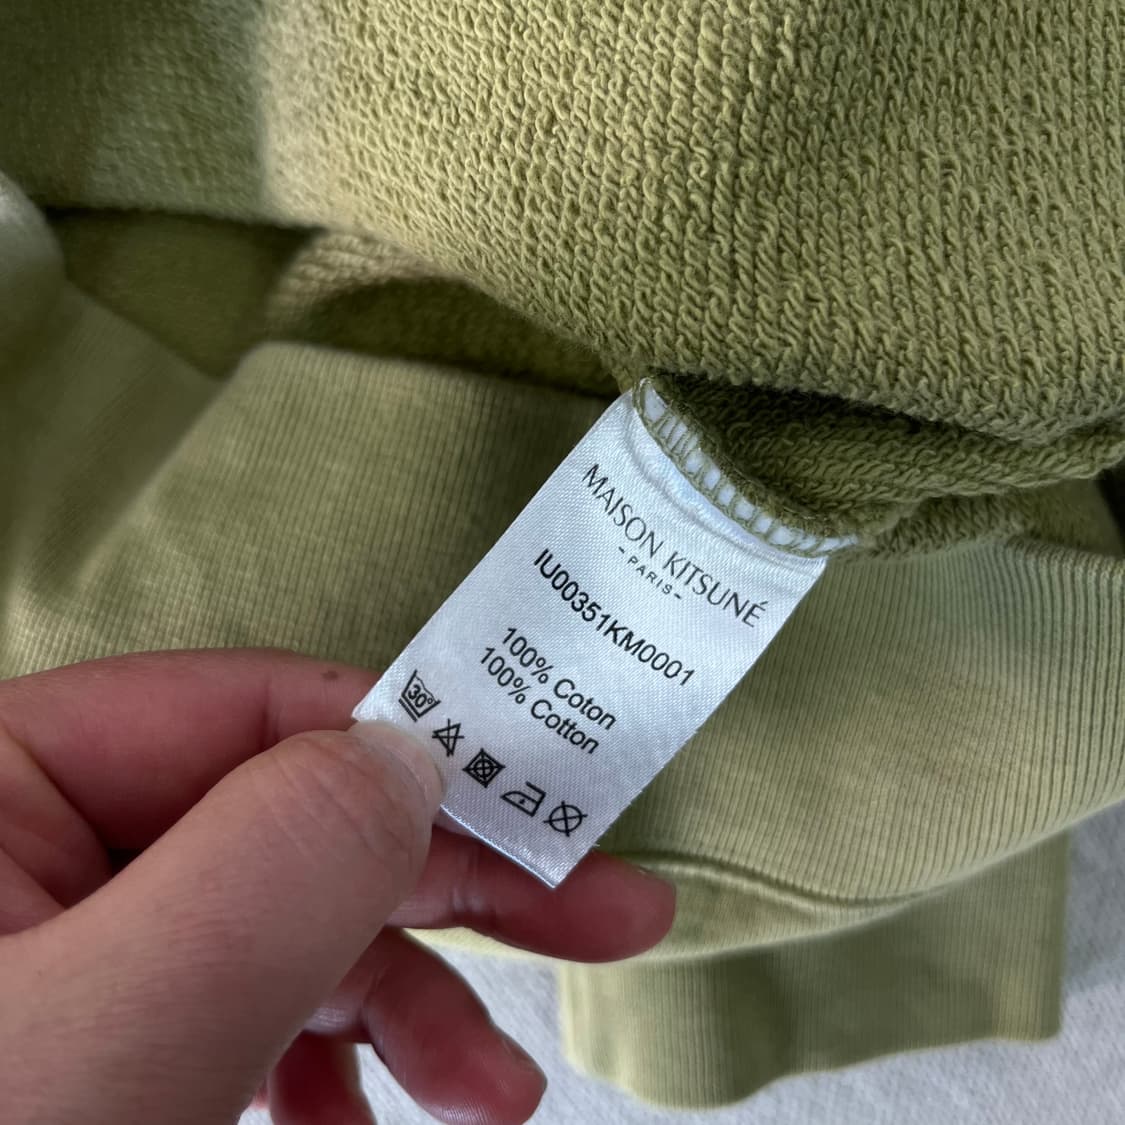 MAISON KITSUNÉ
-PARIS-
IU00351KM0001
100% Coton
100% Cotton
30°